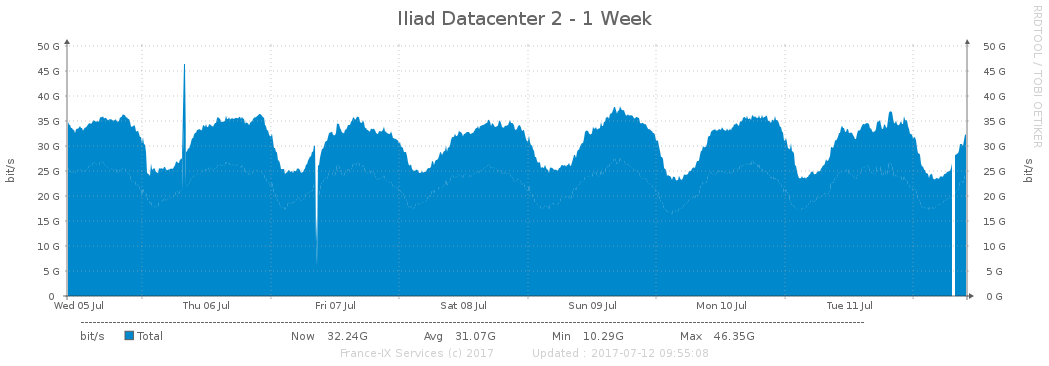 Iliad Datacenter 2 - 1 Week
RRDTOOL / TOBI OETIKER
50 G 50 G
45 G 45 G
40 G 40 G
35 G 35 G
30 G 30 G
25 G 25 G
20 G 20 G
15 G 15 G
10 G 10 G
5 G 5 G
0 0 G
bit/s bit/s
Wed 05 Jul Thu 06 Jul Fri 07 Jul Sat 08 Jul Sun 09 Jul Mon 10 Jul Tue 11 Jul
bit/s Total Now 32.24G Avg 31.07G Min 10.29G Max 46.35G
France-IX Services (c) 2017 Updated : 2017-07-12 09:55:08